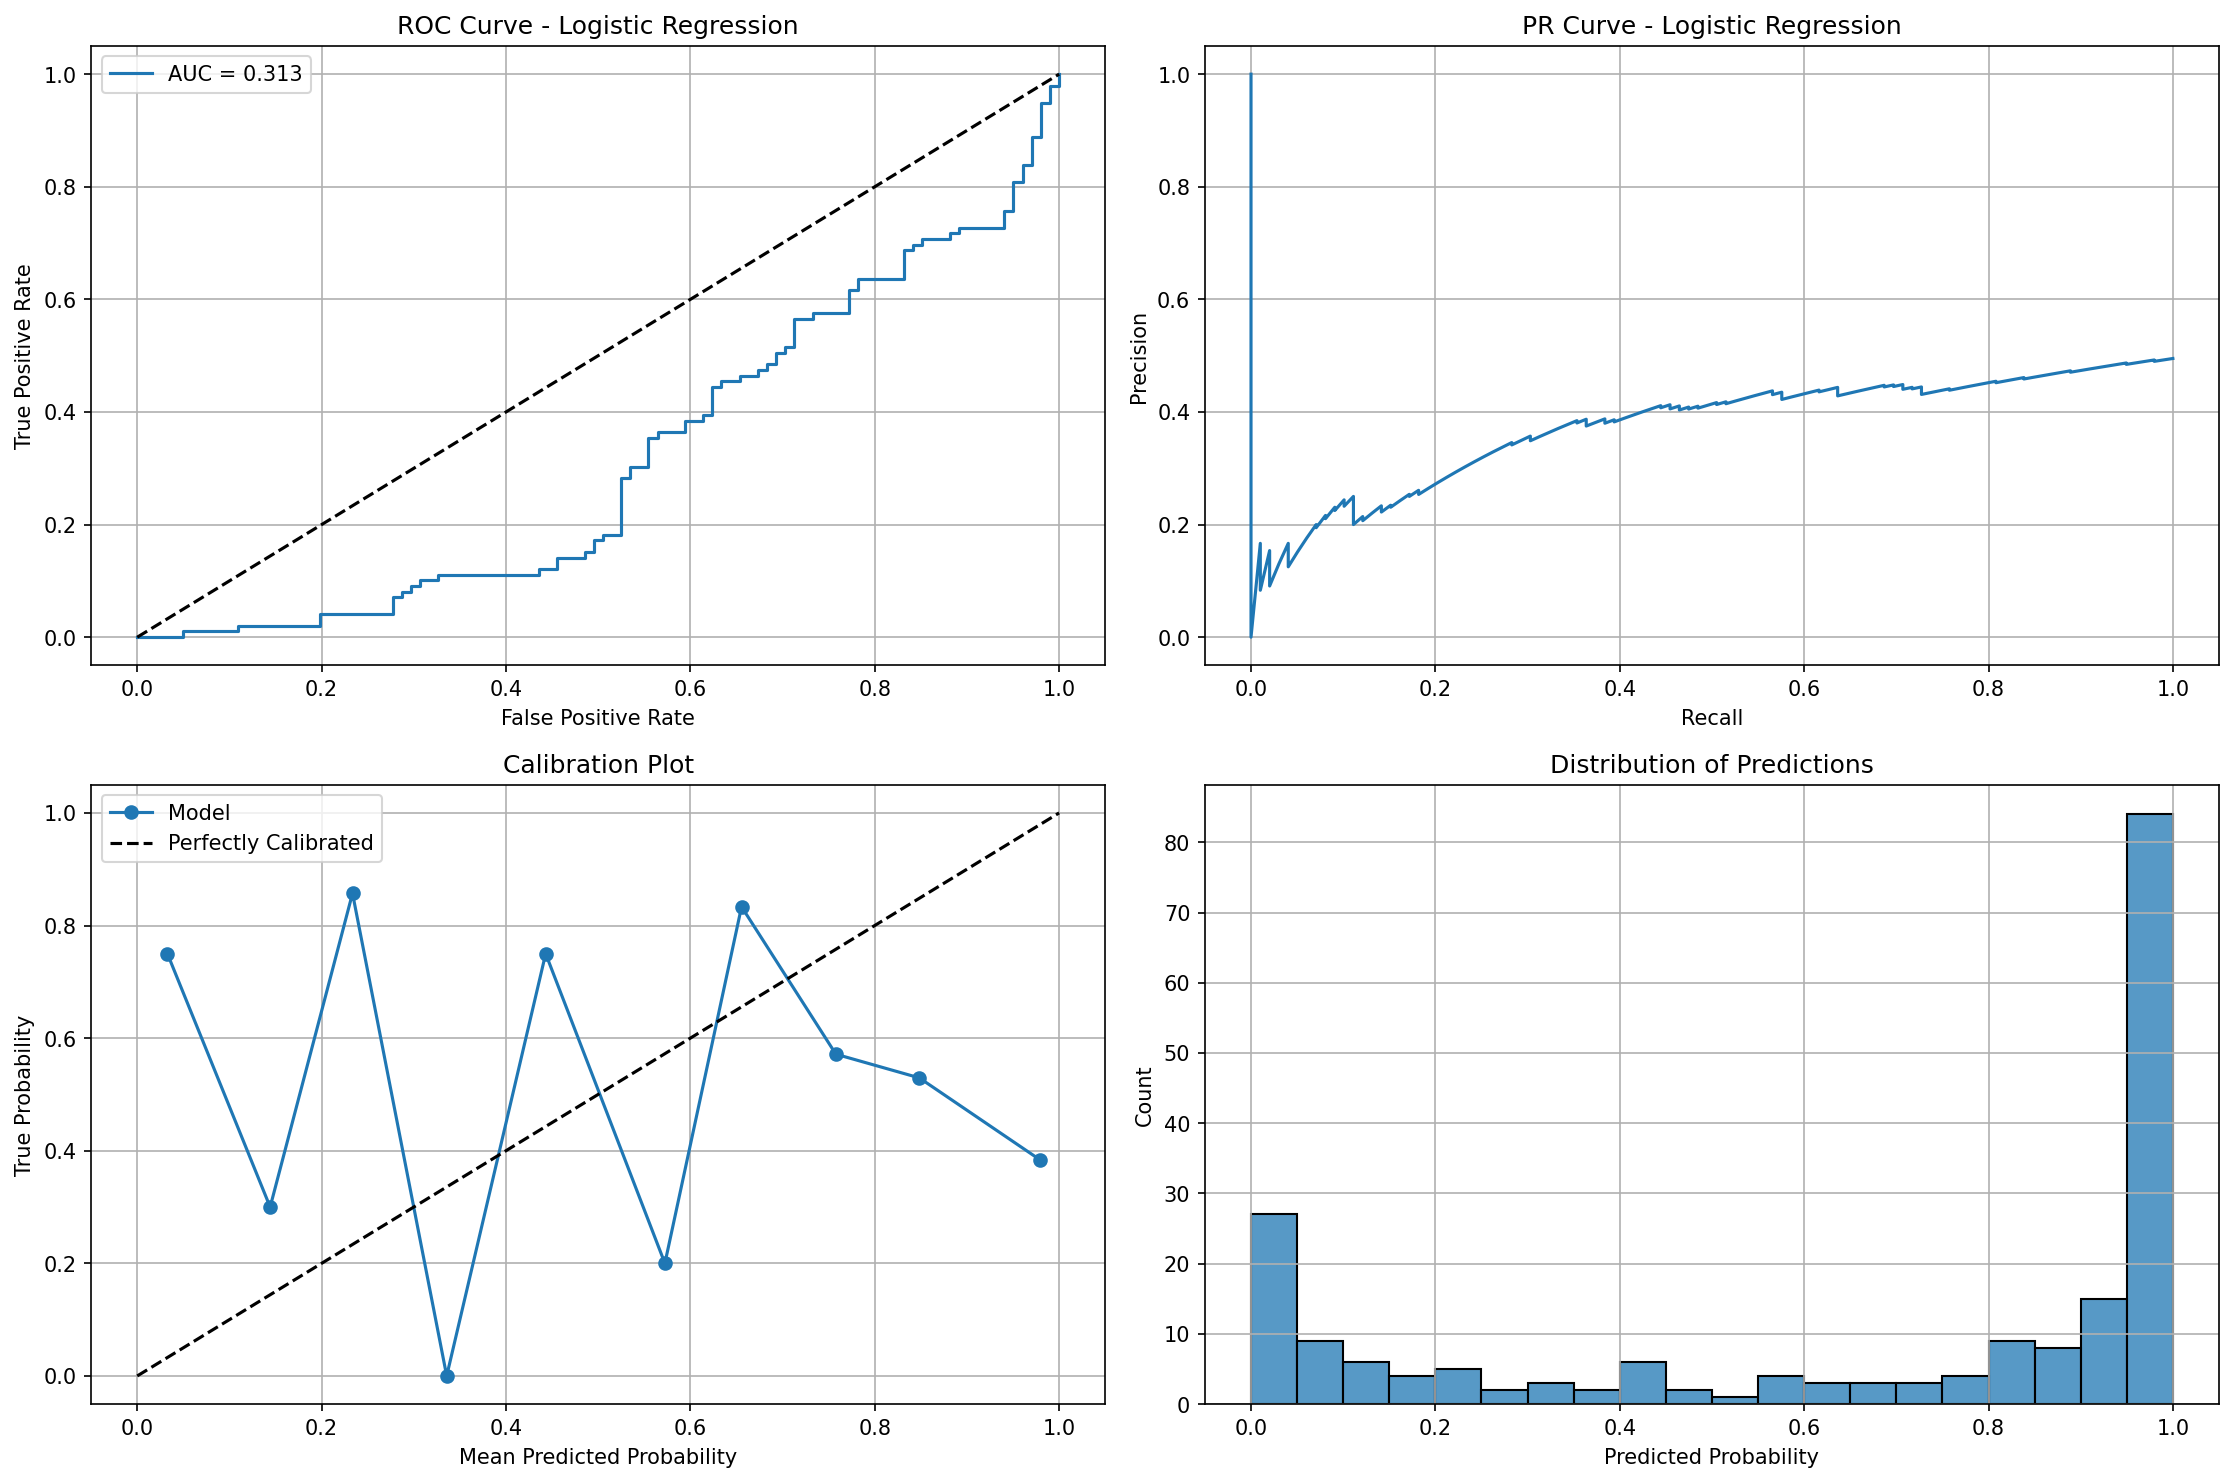 ROC Curve - Logistic Regression
AUC = 0.313
True Positive Rate
1.0
0.8
0.6
0.4
0.2
0.0
0.0 0.2 0.4 0.6 0.8 1.0
False Positive Rate
PR Curve - Logistic Regression
Precision
1.0
0.8
0.6
0.4
0.2
0.0
0.0 0.2 0.4 0.6 0.8 1.0
Recall
Calibration Plot
Model
Perfectly Calibrated
True Probability
1.0
0.8
0.6
0.4
0.2
0.0
0.0 0.2 0.4 0.6 0.8 1.0
Mean Predicted Probability
Distribution of Predictions
Count
80
70
60
50
40
30
20
10
0
0.0 0.2 0.4 0.6 0.8 1.0
Predicted Probability